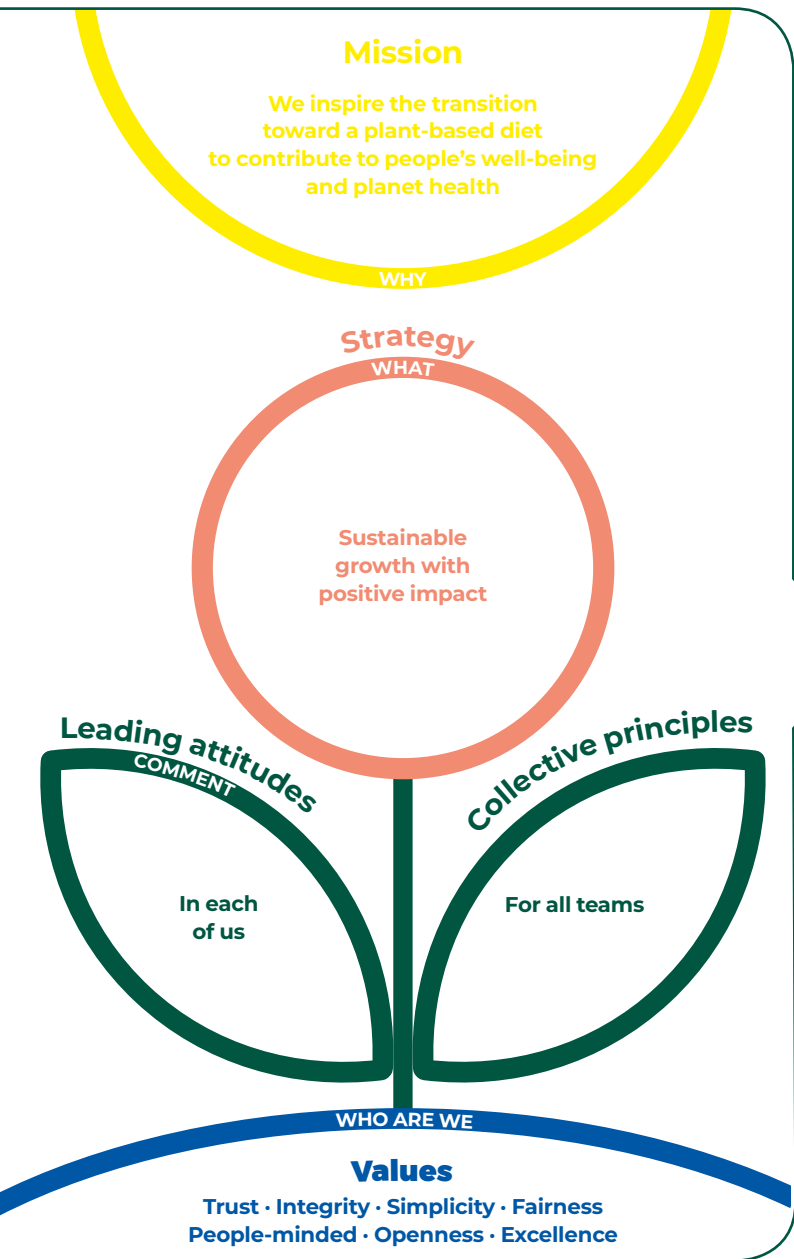 Mission
We inspire the transition
toward a plant-based diet
to contribute to people's well-being
and planet health
WHY
Strategy
WHAT
Sustainable
growth with
positive impact
Leading attitudes
COMMENT
In each
of us
Collective principles
For all teams
WHO ARE WE
Values
Trust · Integrity · Simplicity · Fairness
People-minded · Openness · Excellence